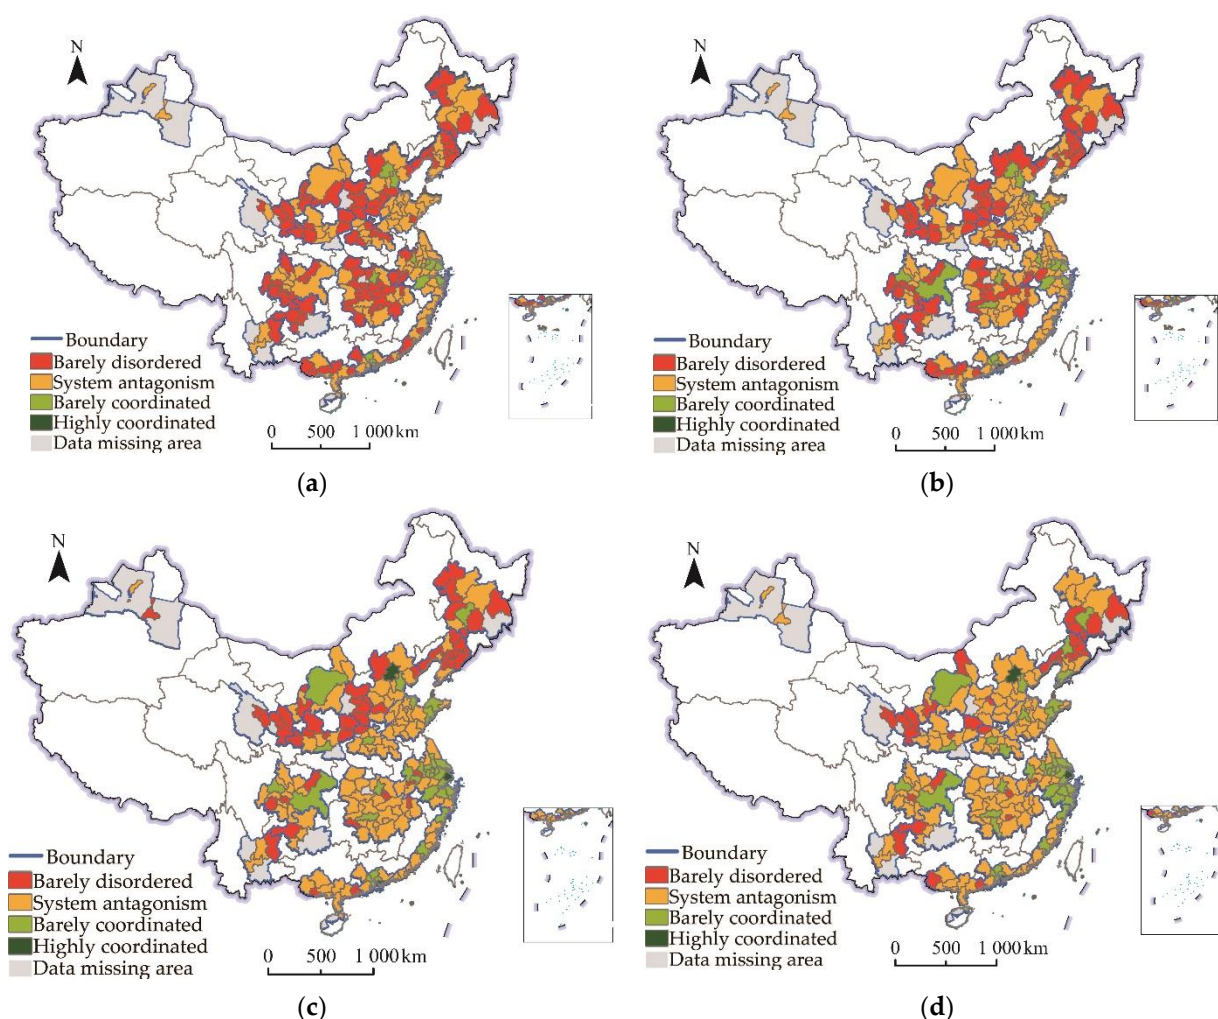 N
Boundary
Barely disordered
System antagonism
Barely coordinated
Highly coordinated
Data missing area
0 500 1 000 km
(a)
N
Boundary
Barely disordered
System antagonism
Barely coordinated
Highly coordinated
Data missing area
0 500 1 000 km
(b)
N
Boundary
Barely disordered
System antagonism
Barely coordinated
Highly coordinated
Data missing area
0 500 1 000 km
(c)
N
Boundary
Barely disordered
System antagonism
Barely coordinated
Highly coordinated
Data missing area
0 500 1 000 km
(d)